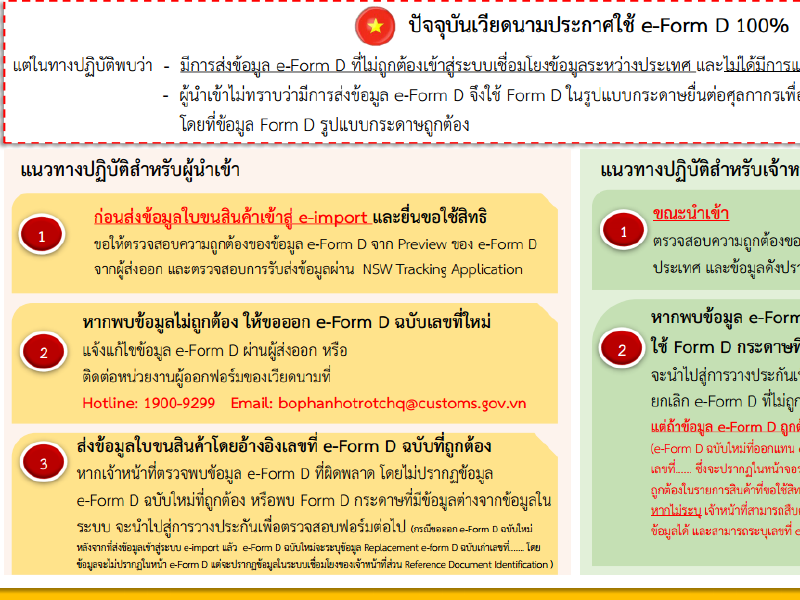 ปัจจุบันเวียดนามประกาศใช้ e-Form D 100%
แต่ในทางปฏิบัติพบว่า - มีการส่งข้อมูล e-Form D ที่ไม่ถูกต้องเข้าสู่ระบบเชื่อมโยงข้อมูลระหว่างประเทศ และไม่ได้มีการแ
- ผู้นำเข้าไม่ทราบว่ามีการส่งข้อมูล e-Form D จึงใช้ Form D ในรูปแบบกระดาษยื่นต่อศุลกากรเพื่อ
โดยที่ข้อมูล Form D รูปแบบกระดาษถูกต้อง
แนวทางปฏิบัติสำหรับผู้นำเข้า
1
ก่อนส่งข้อมูลใบขนสินค้าเข้าสู่ e-import และยื่นขอใช้สิทธิ
ขอให้ตรวจสอบความถูกต้องของข้อมูล e-Form D จาก Preview ของ e-Form D
จากผู้ส่งออก และตรวจสอบการรับส่งข้อมูลผ่าน NSW Tracking Application
2
หากพบข้อมูลไม่ถูกต้อง ให้ขอออก e-Form D ฉบับเลขที่ใหม่
แจ้งแก้ไขข้อมูล e-Form D ผ่านผู้ส่งออก หรือ
ติดต่อหน่วยงานผู้ออกฟอร์มของเวียดนามที่
Hotline: 1900-9299 Email: bophanhotrotchq@customs.gov.vn
3
ส่งข้อมูลใบขนสินค้าโดยอ้างอิงเลขที่ e-Form D ฉบับที่ถูกต้อง
หากเจ้าหน้าที่ตรวจพบข้อมูล e-Form D ที่ผิดพลาด โดยไม่ปรากฏข้อมูล
e-Form D ฉบับใหม่ที่ถูกต้อง หรือพบ Form D กระดาษที่มีข้อมูลต่างจากข้อมูลใน
ระบบ จะนำไปสู่การวางประกันเพื่อตรวจสอบฟอร์มต่อไป (กรณีขอออก e-Form D ฉบับใหม่
หลังจากที่ส่งข้อมูลเข้าสู่ระบบ e-import แล้ว e-Form D ฉบับใหม่จะระบุข้อมูล Replacement e-form D ฉบับเก่าเลขที่...... โดย
ข้อมูลจะไม่ปรากฏในหน้า e-Form D แต่จะปรากฏข้อมูลในระบบเชื่อมโยงของเจ้าหน้าที่ส่วน Reference Document Identification )
แนวทางปฏิบัติสำหรับเจ้าห
1
ขณะนำเข้า
ตรวจสอบความถูกต้องขอ
ประเทศ และข้อมูลดังปรา
2
หากพบข้อมูล e-Form
ใช้ Form D กระดาษที่
จะนำไปสู่การวางประกัน
ยกเลิก e-Form D ที่ไม่ถูก
แต่ถ้าข้อมูล e-Form D ถูกต้
(e-Form D ฉบับใหม่ที่ออกแทน
เลขที่...... ซึ่งจะปรากฏในหน้าจอ
ถูกต้องในรายการสินค้าที่ขอใช้สิท
หากไม่ระบุ เจ้าหน้าที่สามารถสืบค
ข้อมูลได้ และสามารถระบุเลขที่ e